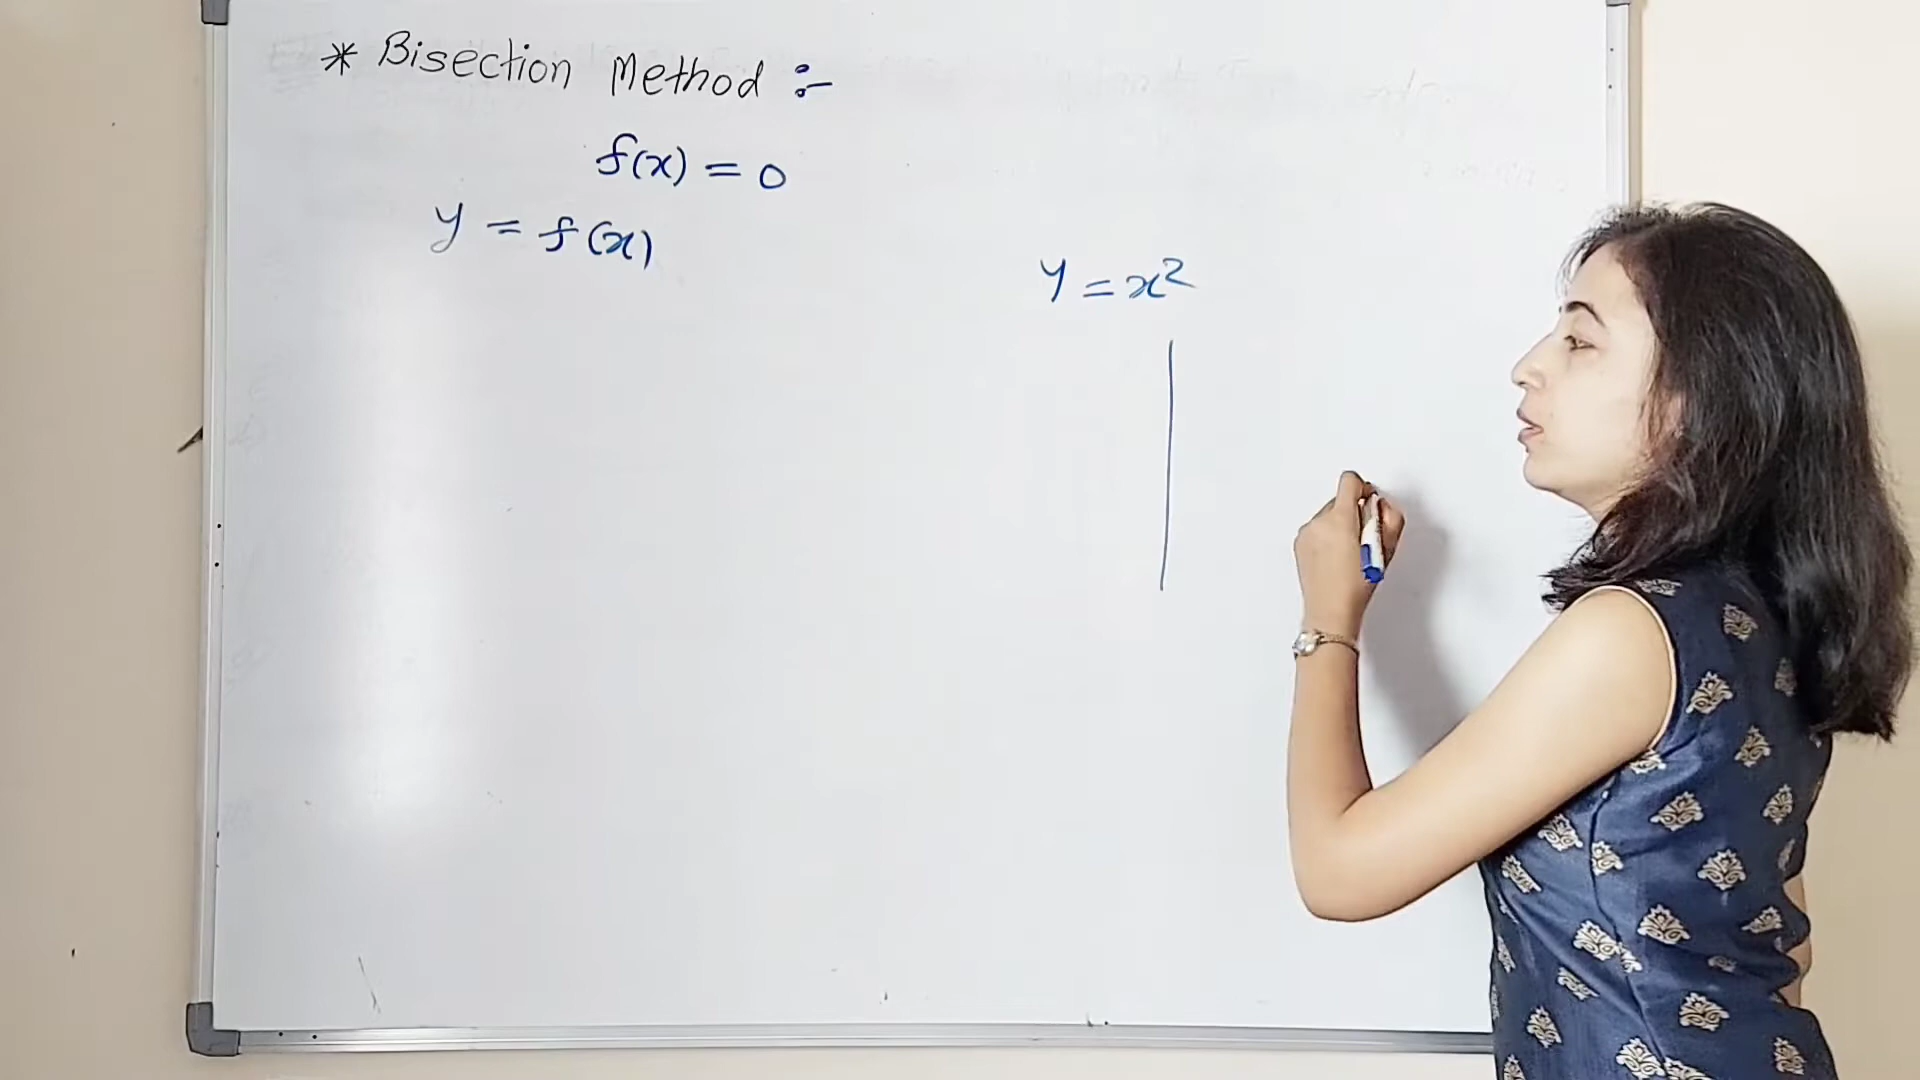 * Bisection Method :-
f(x) = 0
y = f(x)
y = x²